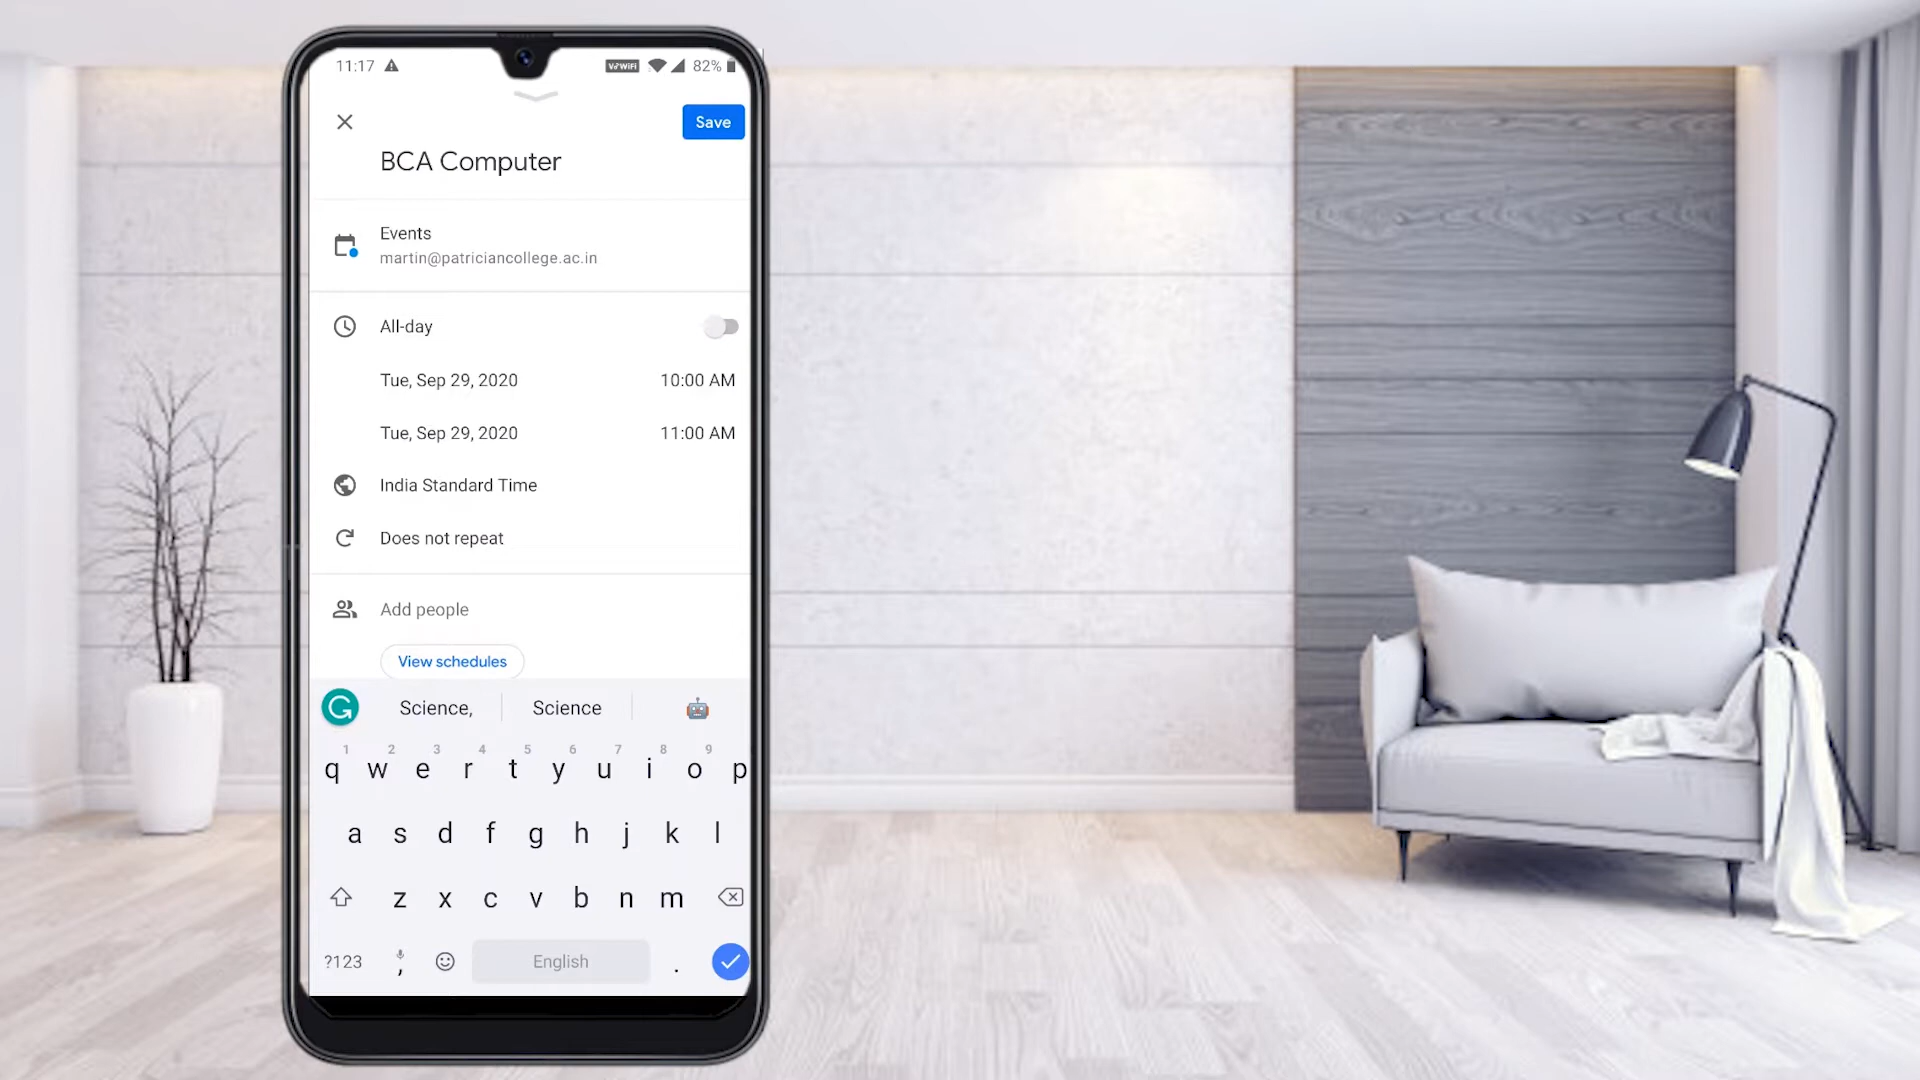 11:17 VoWiFi 82%
Save
BCA Computer
Events
martin@patriciancollege.ac.in
All-day
Tue, Sep 29, 2020 10:00 AM
Tue, Sep 29, 2020 11:00 AM
India Standard Time
Does not repeat
Add people
View schedules
Science, Science
1 2 3 4 5 6 7 8 9
q w e r t y u i o p
a s d f g h j k l
z x c v b n m
?123 , English .